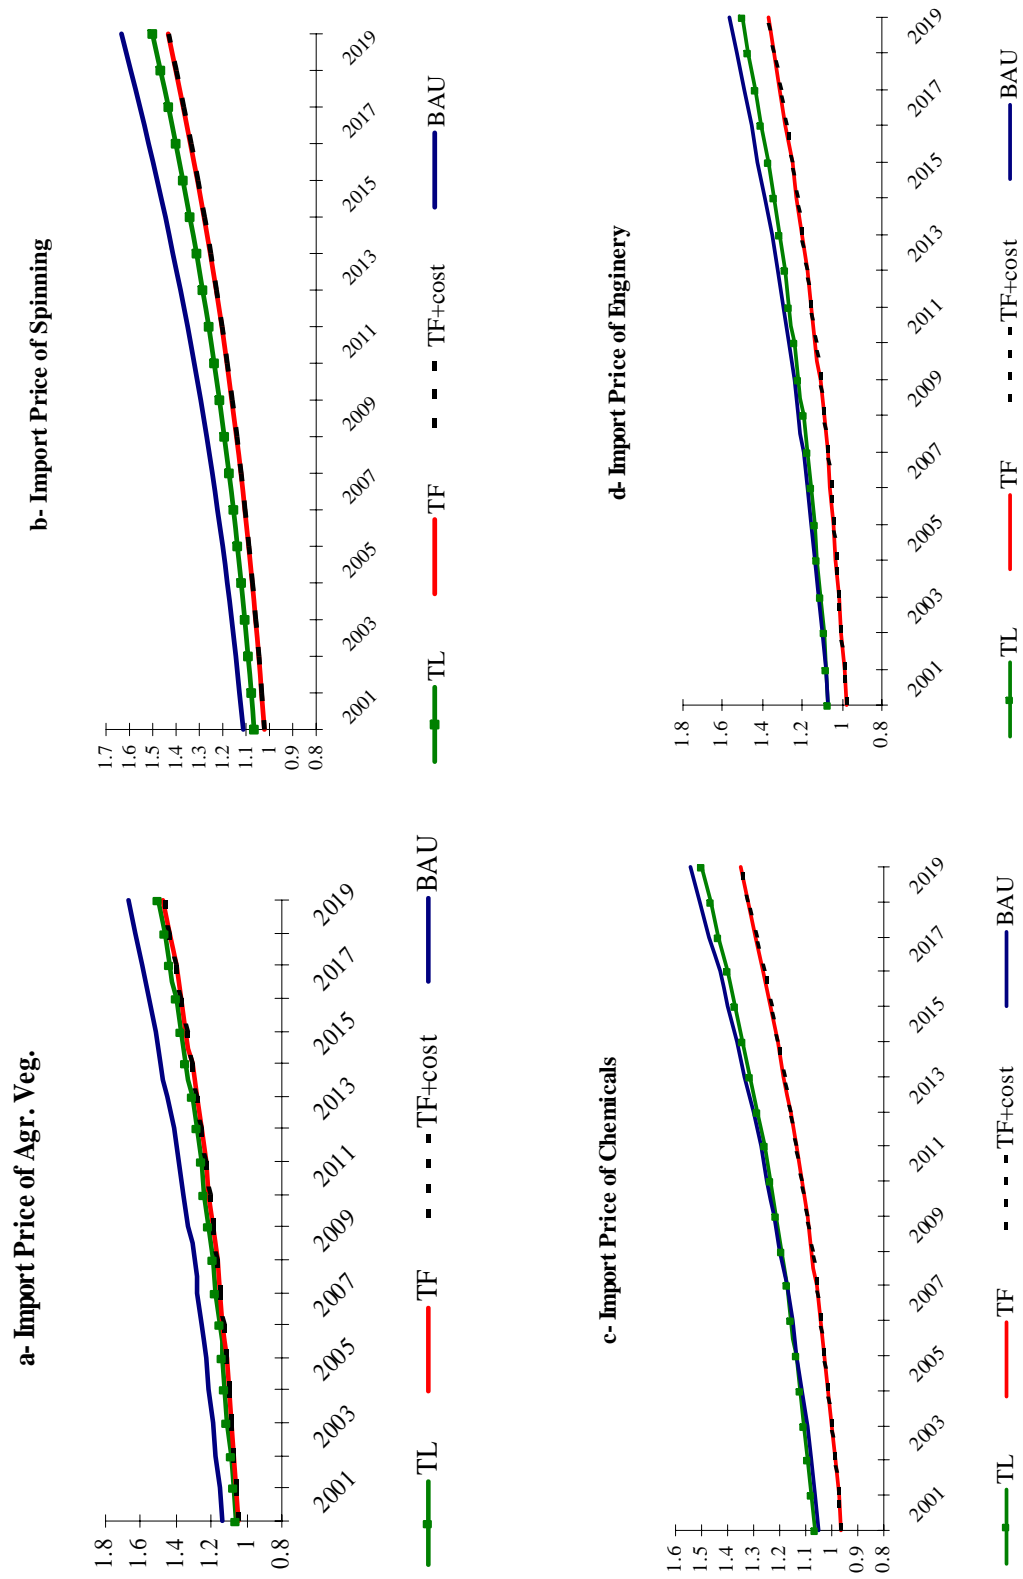 a- Import Price of Agr. Veg.
1.8
1.6
1.4
1.2
1
0.8
2001 2003 2005 2007 2009 2011 2013 2015 2017 2019
TL TF TF+cost BAU
b- Import Price of Spinning
1.7
1.6
1.5
1.4
1.3
1.2
1.1
1
0.9
0.8
2001 2003 2005 2007 2009 2011 2013 2015 2017 2019
TL TF TF+cost BAU
c- Import Price of Chemicals
1.6
1.5
1.4
1.3
1.2
1.1
1
0.9
0.8
2001 2003 2005 2007 2009 2011 2013 2015 2017 2019
TL TF TF+cost BAU
d- Import Price of Enginery
1.8
1.6
1.4
1.2
1
0.8
2001 2003 2005 2007 2009 2011 2013 2015 2017 2019
TL TF TF+cost BAU